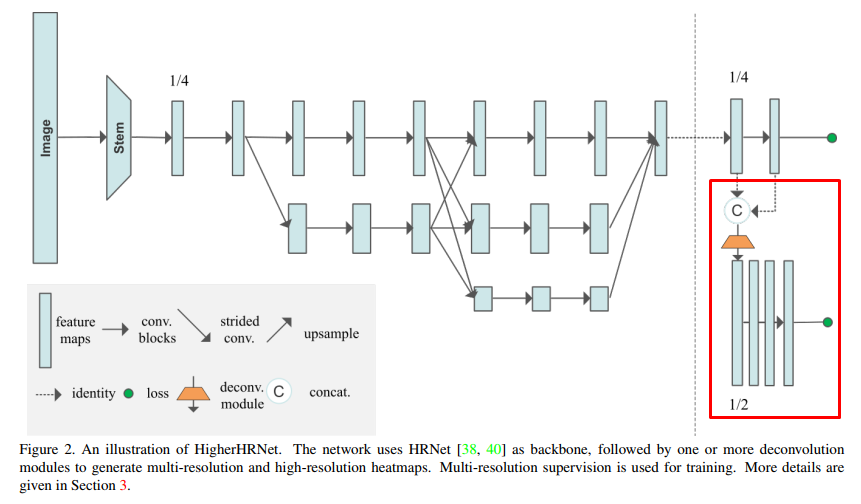 Image
Stem
1/4
1/4
C
1/2
feature
maps
conv.
blocks
strided
conv.
upsample
identity
loss
deconv.
module
C
concat.
Figure 2. An illustration of HigherHRNet. The network uses HRNet [38, 40] as backbone, followed by one or more deconvolution
modules to generate multi-resolution and high-resolution heatmaps. Multi-resolution supervision is used for training. More details are
given in Section 3.